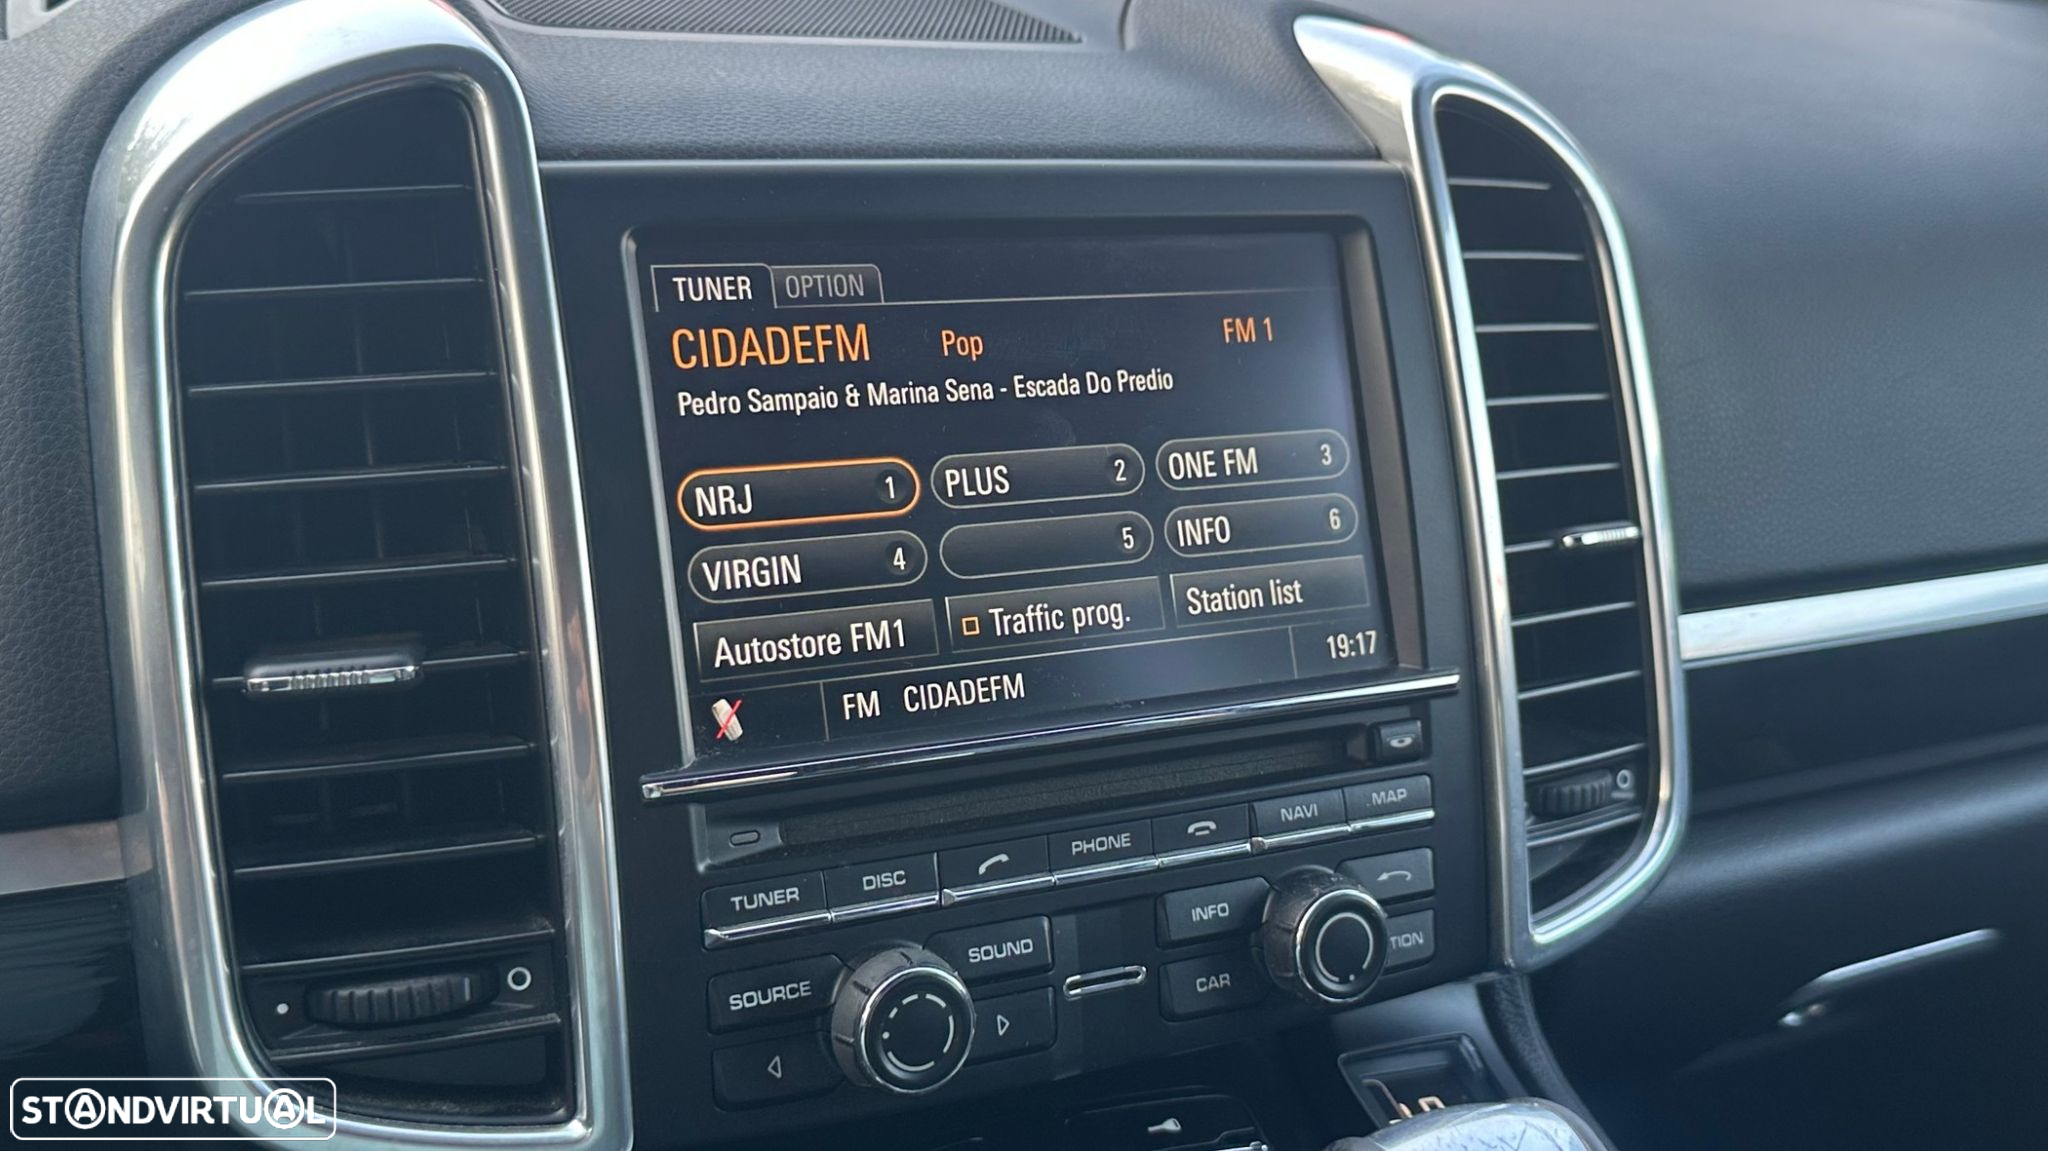 TUNER OPTION
CIDADEFM Pop FM 1
Pedro Sampaio & Marina Sena - Escada Do Predio
NRJ 1 PLUS 2 ONE FM 3
VIRGIN 4 5 INFO 6
Autostore FM1 Traffic prog. Station list
FM CIDADEFM 19:17
TUNER DISC PHONE NAVI MAP
SOURCE SOUND INFO
CAR TION
STANDVIRTUAL